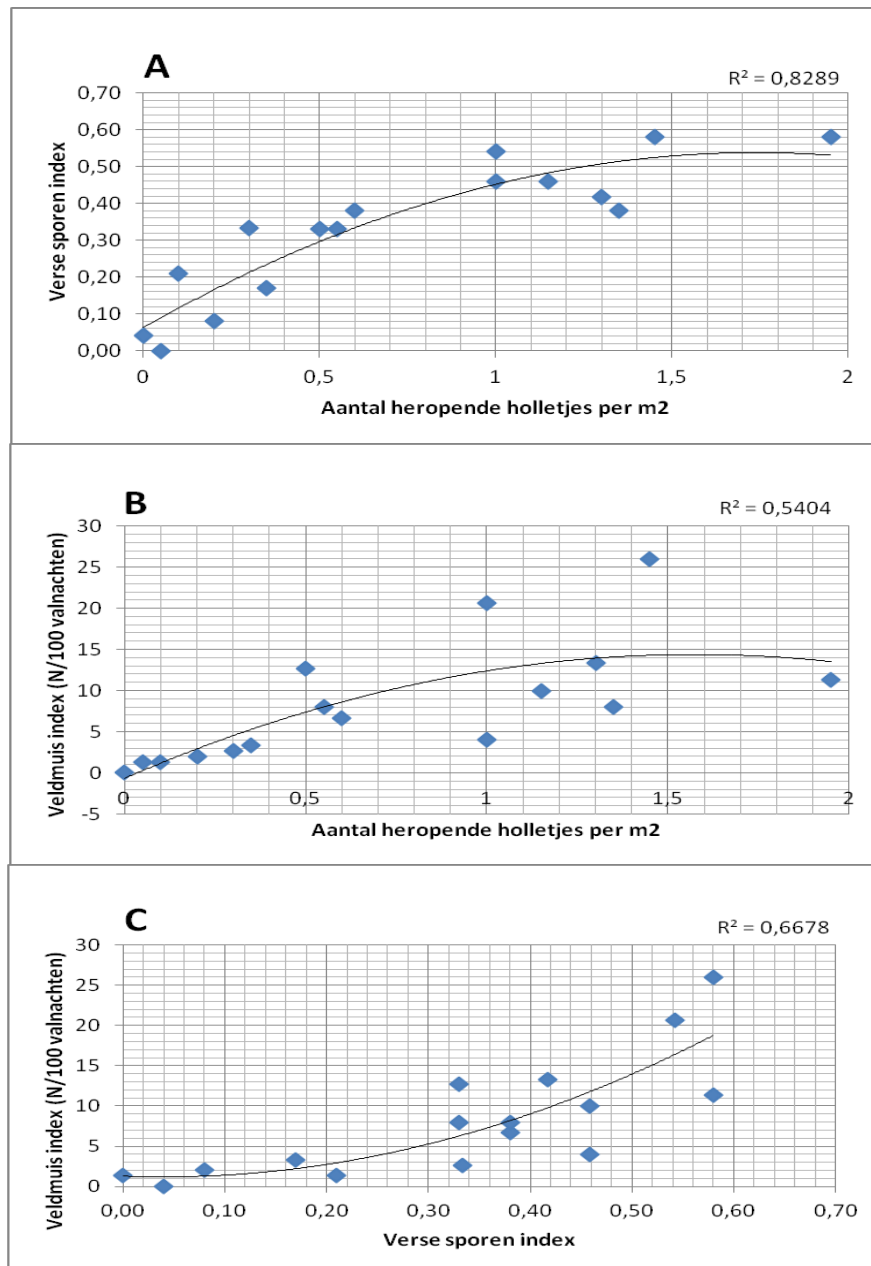 A
R² = 0,8289
Verse sporen index
0,70
0,60
0,50
0,40
0,30
0,20
0,10
0,00
0 0,5 1 1,5 2
Aantal heropende holletjes per m2
B
R² = 0,5404
Veldmuis index (N/100 valnachten)
30
25
20
15
10
5
0
-5
0 0,5 1 1,5 2
Aantal heropende holletjes per m2
C
R² = 0,6678
Veldmuis index (N/100 valnachten)
30
25
20
15
10
5
0
0,00 0,10 0,20 0,30 0,40 0,50 0,60 0,70
Verse sporen index